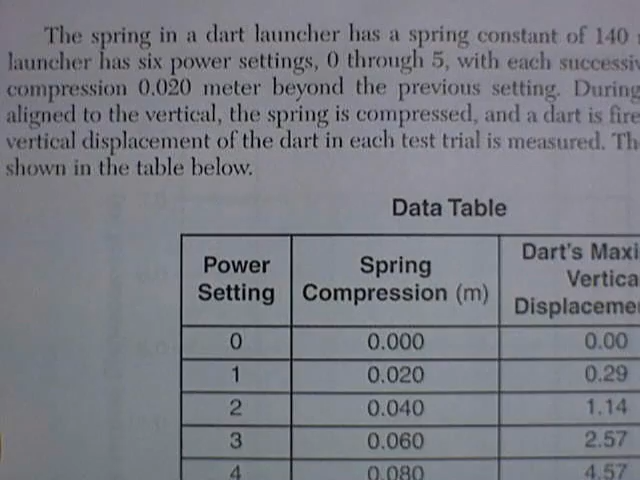 The spring in a dart launcher has a spring constant of 140
launcher has six power settings, 0 through 5, with each successiv
compression 0.020 meter beyond the previous setting. During
aligned to the vertical, the spring is compressed, and a dart is fire
vertical displacement of the dart in each test trial is measured. Th
shown in the table below.
Data Table
Power Setting Spring Compression (m) Dart's Maxi Vertica Displaceme
0 0.000 0.00
1 0.020 0.29
2 0.040 1.14
3 0.060 2.57
4 0.080 4.57